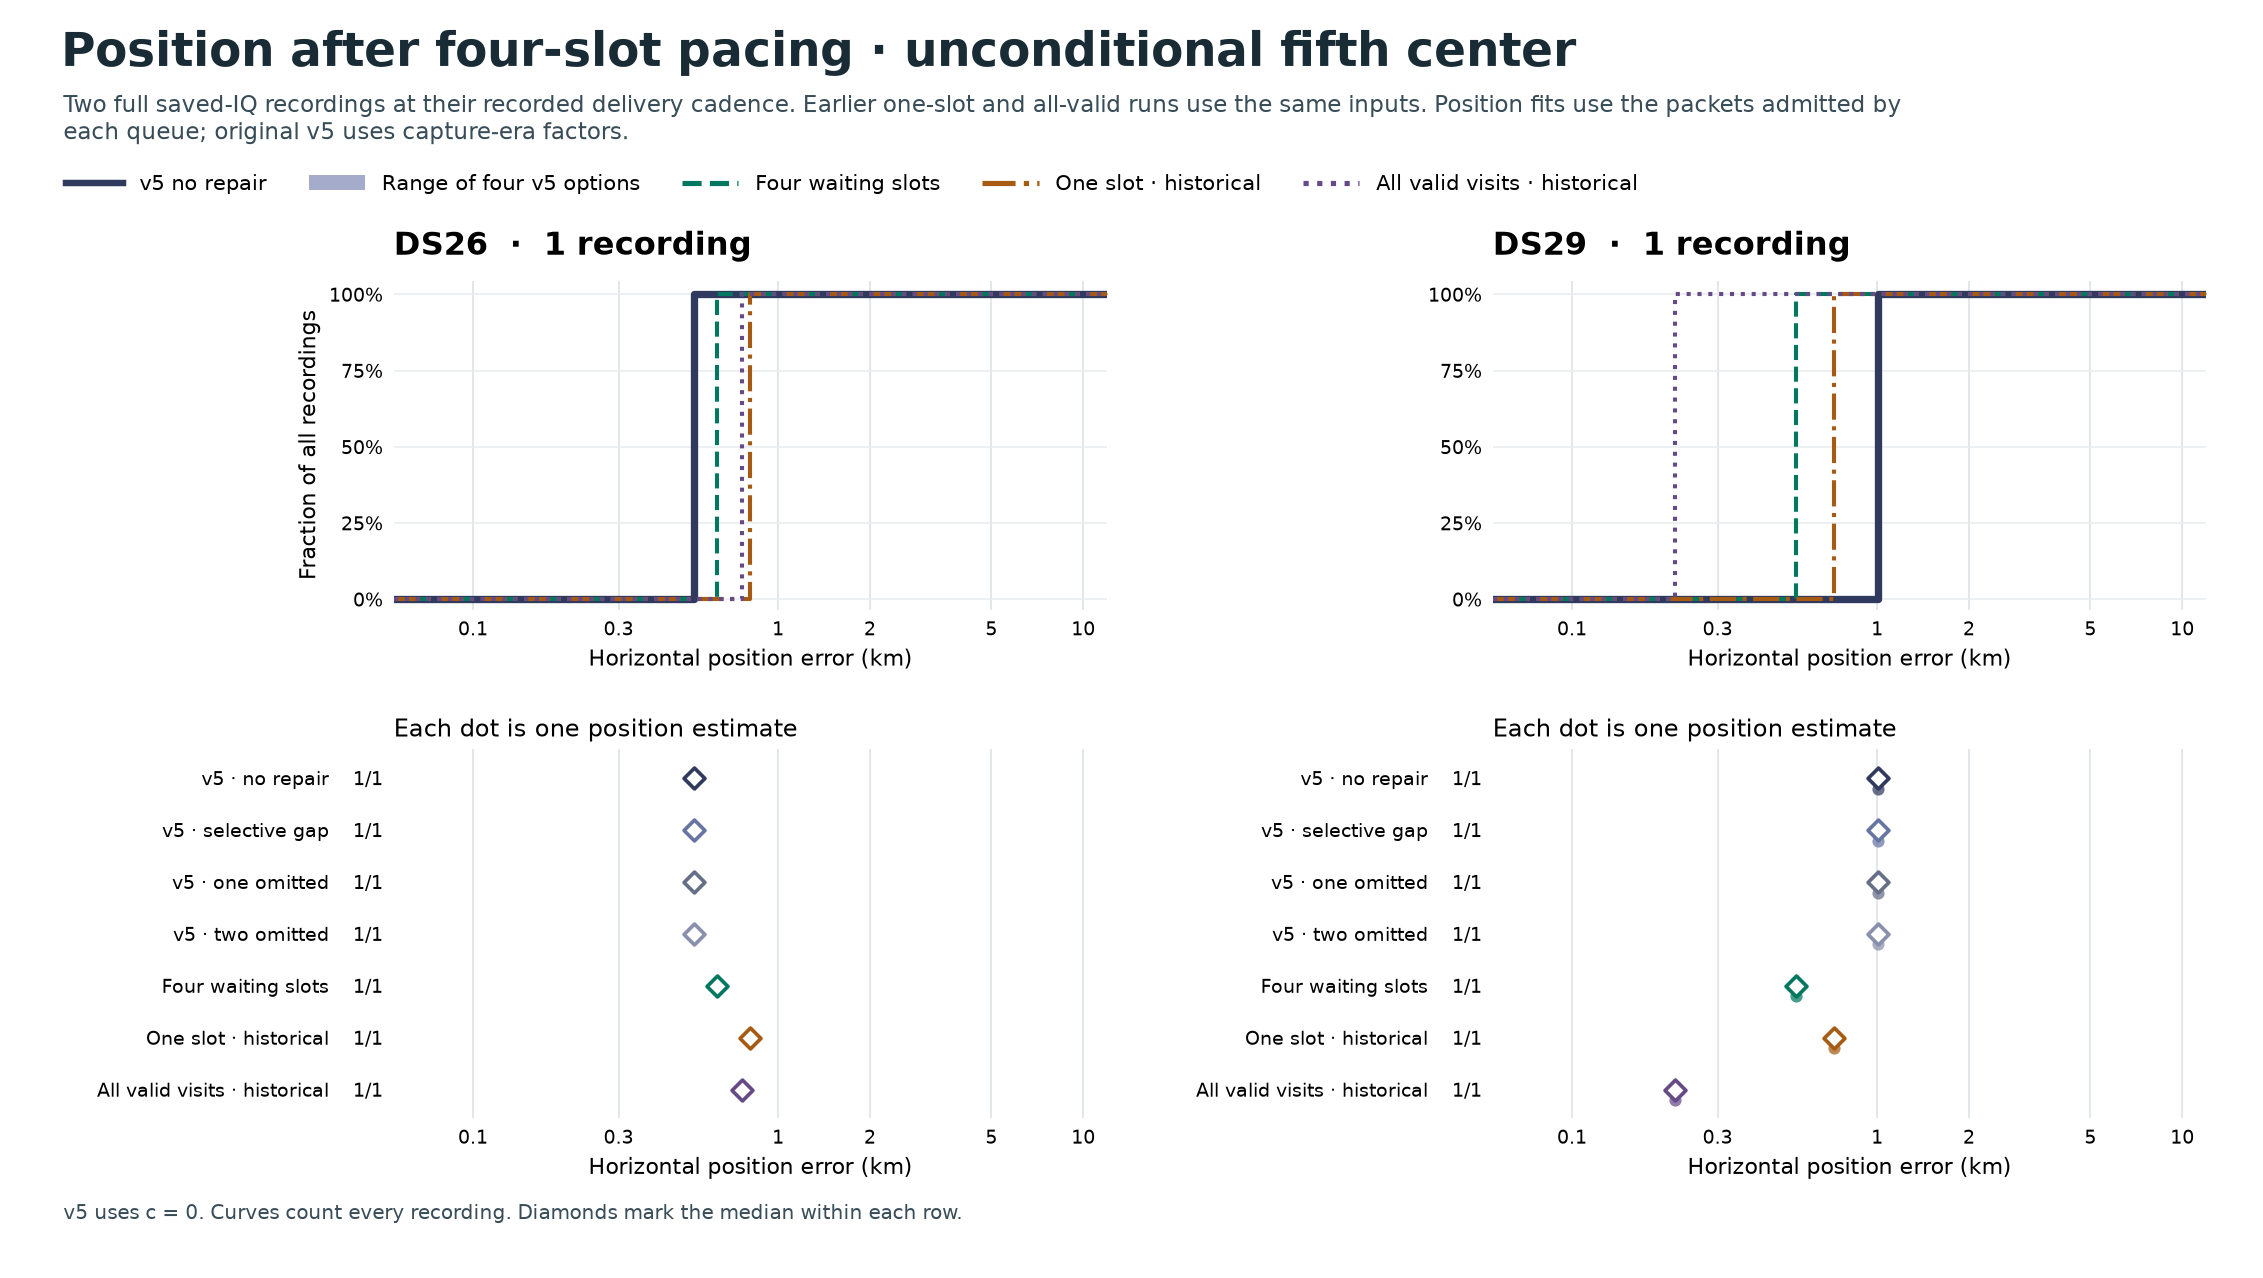 Position after four-slot pacing · unconditional fifth center
Two full saved-IQ recordings at their recorded delivery cadence. Earlier one-slot and all-valid runs use the same inputs. Position fits use the packets admitted by
each queue; original v5 uses capture-era factors.
v5 no repair
Range of four v5 options
Four waiting slots
One slot · historical
All valid visits · historical
DS26 · 1 recording
Fraction of all recordings
100%
75%
50%
25%
0%
0.1 0.3 1 2 5 10
Horizontal position error (km)
DS29 · 1 recording
100%
75%
50%
25%
0%
0.1 0.3 1 2 5 10
Horizontal position error (km)
Each dot is one position estimate
v5 · no repair 1/1
v5 · selective gap 1/1
v5 · one omitted 1/1
v5 · two omitted 1/1
Four waiting slots 1/1
One slot · historical 1/1
All valid visits · historical 1/1
0.1 0.3 1 2 5 10
Horizontal position error (km)
Each dot is one position estimate
v5 · no repair 1/1
v5 · selective gap 1/1
v5 · one omitted 1/1
v5 · two omitted 1/1
Four waiting slots 1/1
One slot · historical 1/1
All valid visits · historical 1/1
0.1 0.3 1 2 5 10
Horizontal position error (km)
v5 uses c = 0. Curves count every recording. Diamonds mark the median within each row.